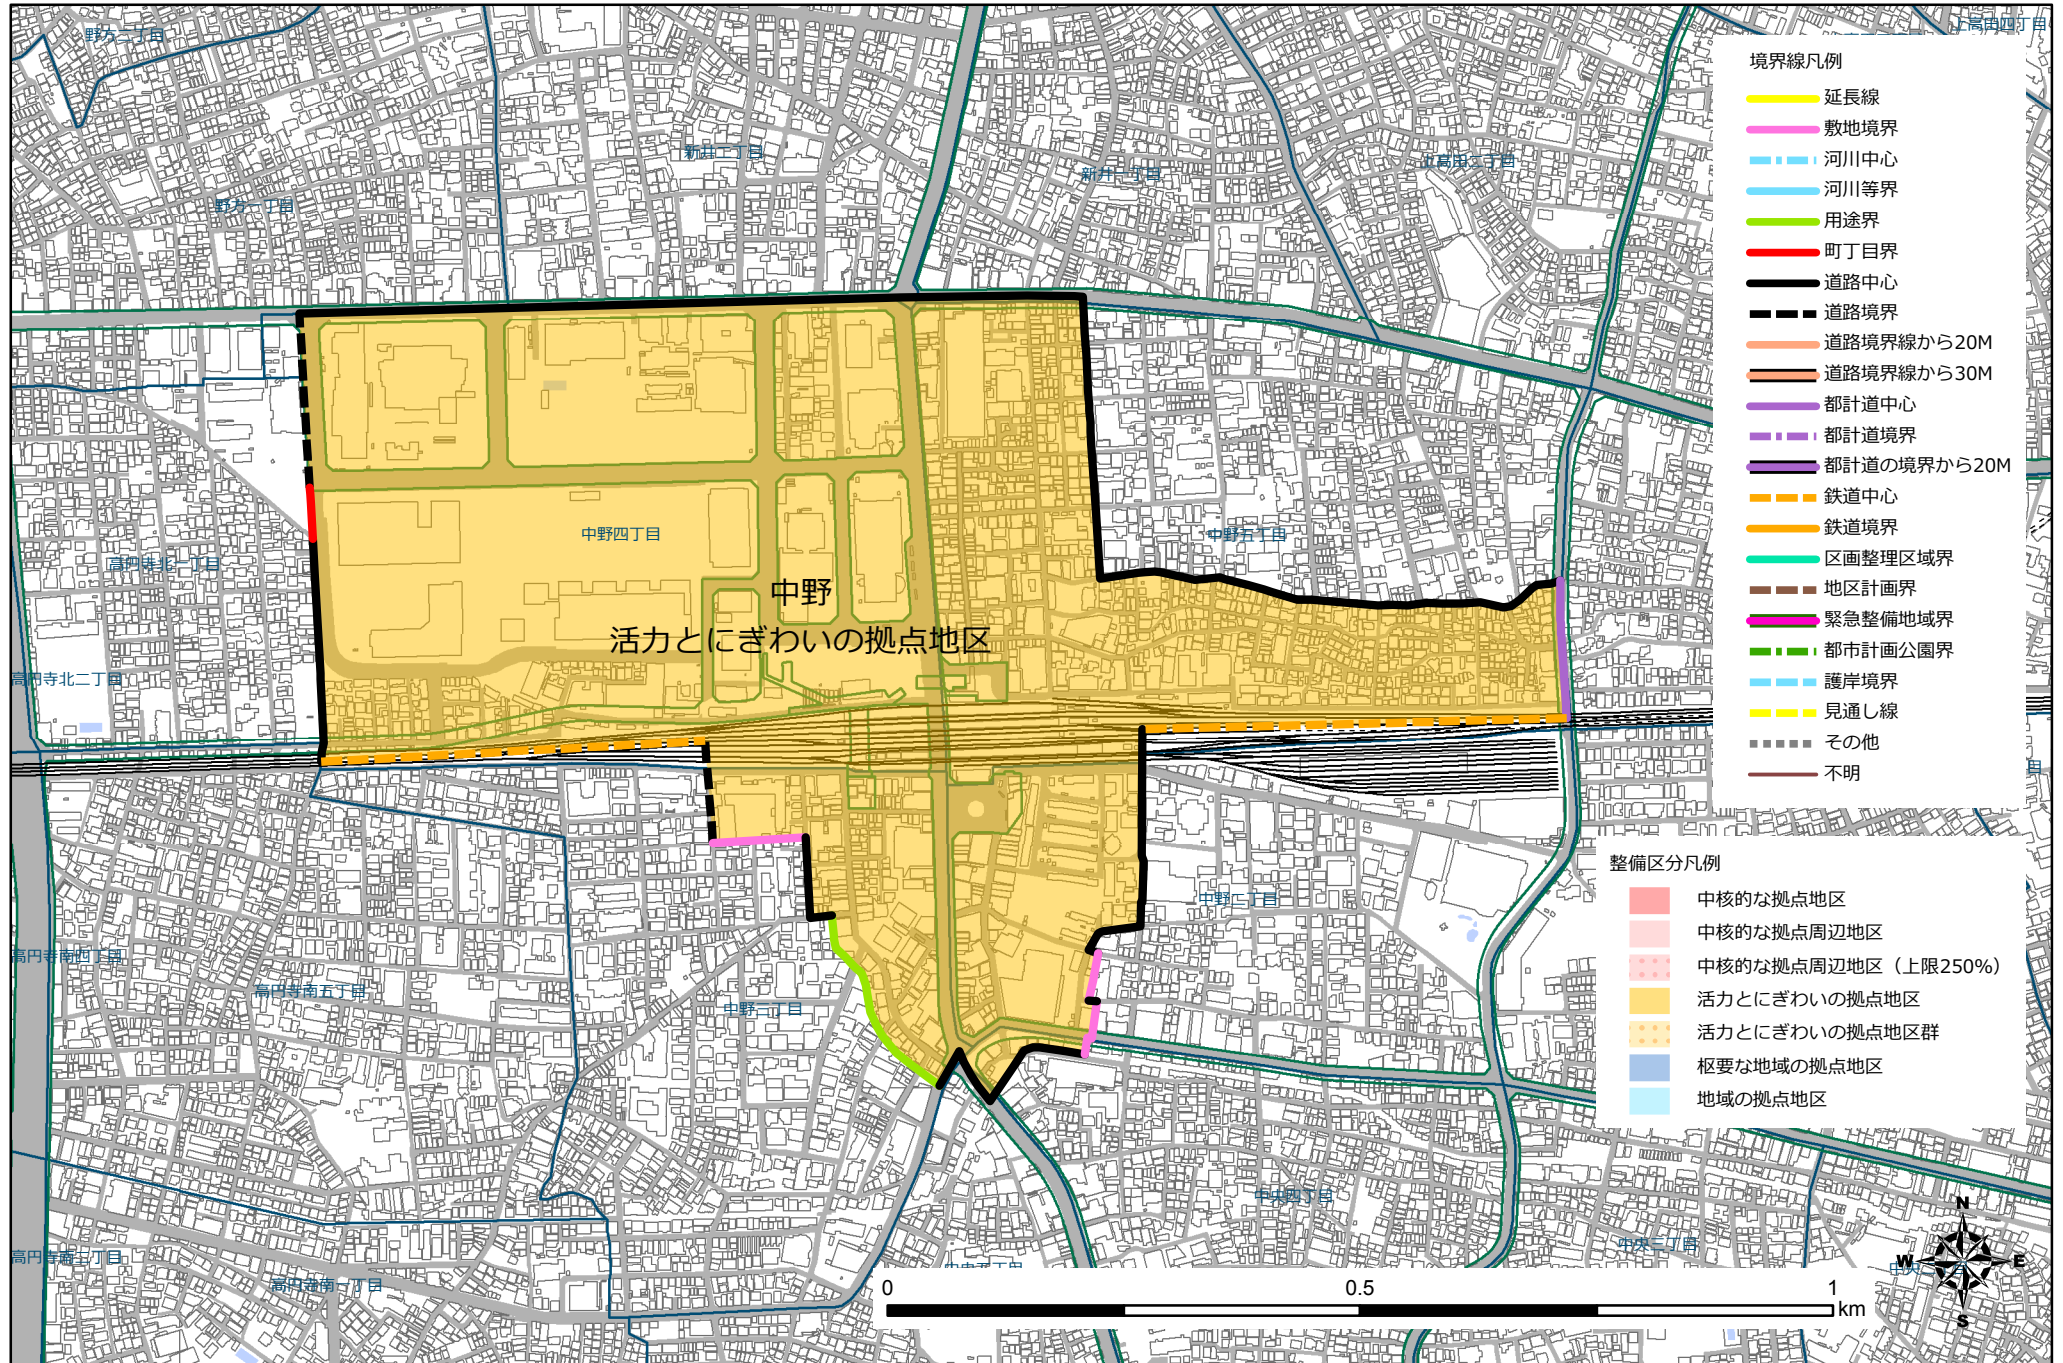 野方二丁目
上高田四丁目
新井二丁目
新井一丁目
上高田二丁目
野方一丁目
中野四丁目
中野五丁目
高円寺北一丁目
中野
活力とにぎわいの拠点地区
高円寺北二丁目
中野二丁目
高円寺南四丁目
高円寺南五丁目
中野三丁目
中央四丁目
中央三丁目
高円寺南三丁目
高円寺南一丁目
中央五丁目
境界線凡例
延長線
敷地境界
河川中心
河川等界
用途界
町丁目界
道路中心
道路境界
道路境界線から20M
道路境界線から30M
都計道中心
都計道境界
都計道の境界から20M
鉄道中心
鉄道境界
区画整理区域界
地区計画界
緊急整備地域界
都市計画公園界
護岸境界
見通し線
その他
不明
整備区分凡例
中核的な拠点地区
中核的な拠点周辺地区
中核的な拠点周辺地区（上限250%）
活力とにぎわいの拠点地区
活力とにぎわいの拠点地区群
枢要な地域の拠点地区
地域の拠点地区
N
W E
S
0 0.5 1
km